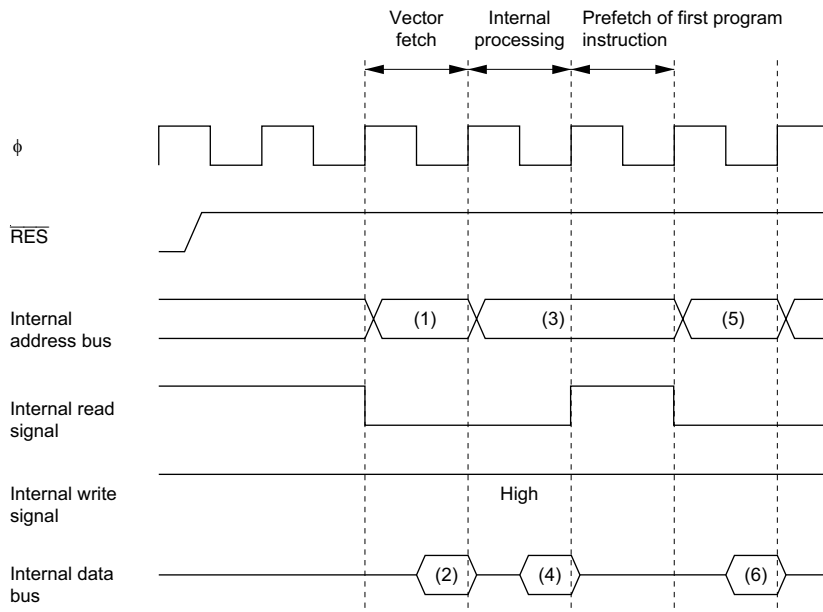 Vector
fetch
Internal
processing
Prefetch of first program
instruction
ϕ
RES
Internal
address bus
(1)
(3)
(5)
Internal read
signal
Internal write
signal
High
Internal data
bus
(2)
(4)
(6)